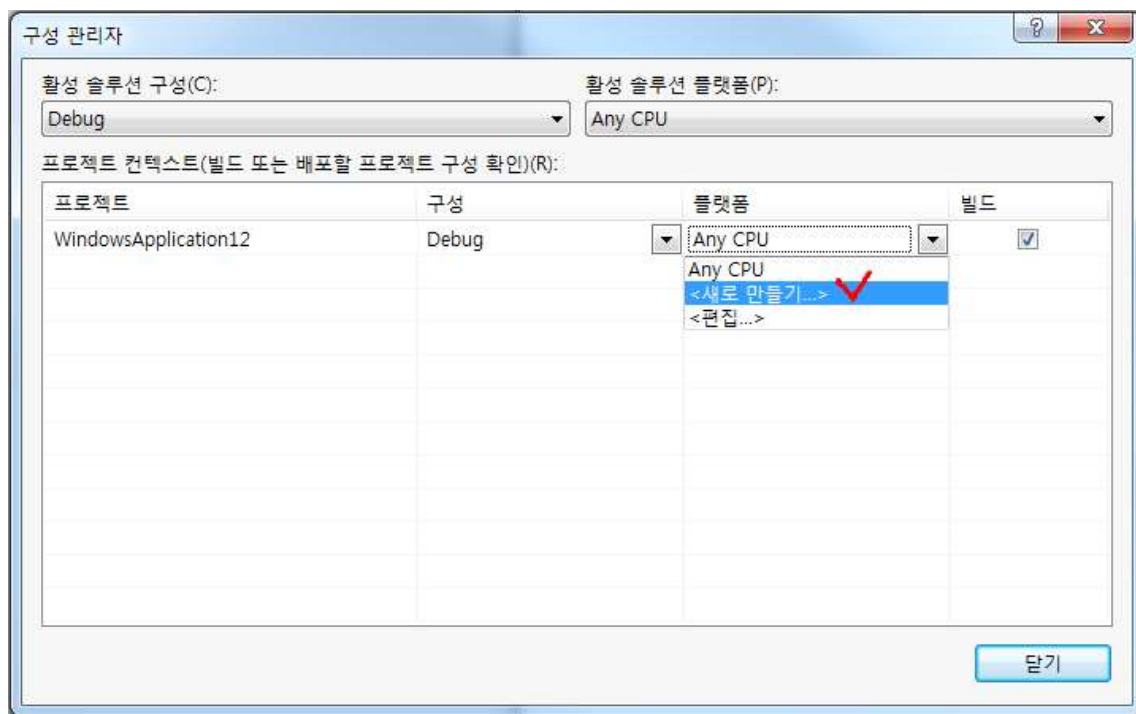 구성 관리자
활성 솔루션 구성(C): 활성 솔루션 플랫폼(P):
Debug Any CPU
프로젝트 컨텍스트(빌드 또는 배포할 프로젝트 구성 확인)(R):
프로젝트 구성 플랫폼 빌드
WindowsApplication12 Debug Any CPU
Any CPU
<새로 만들기...>
<편집...>
닫기